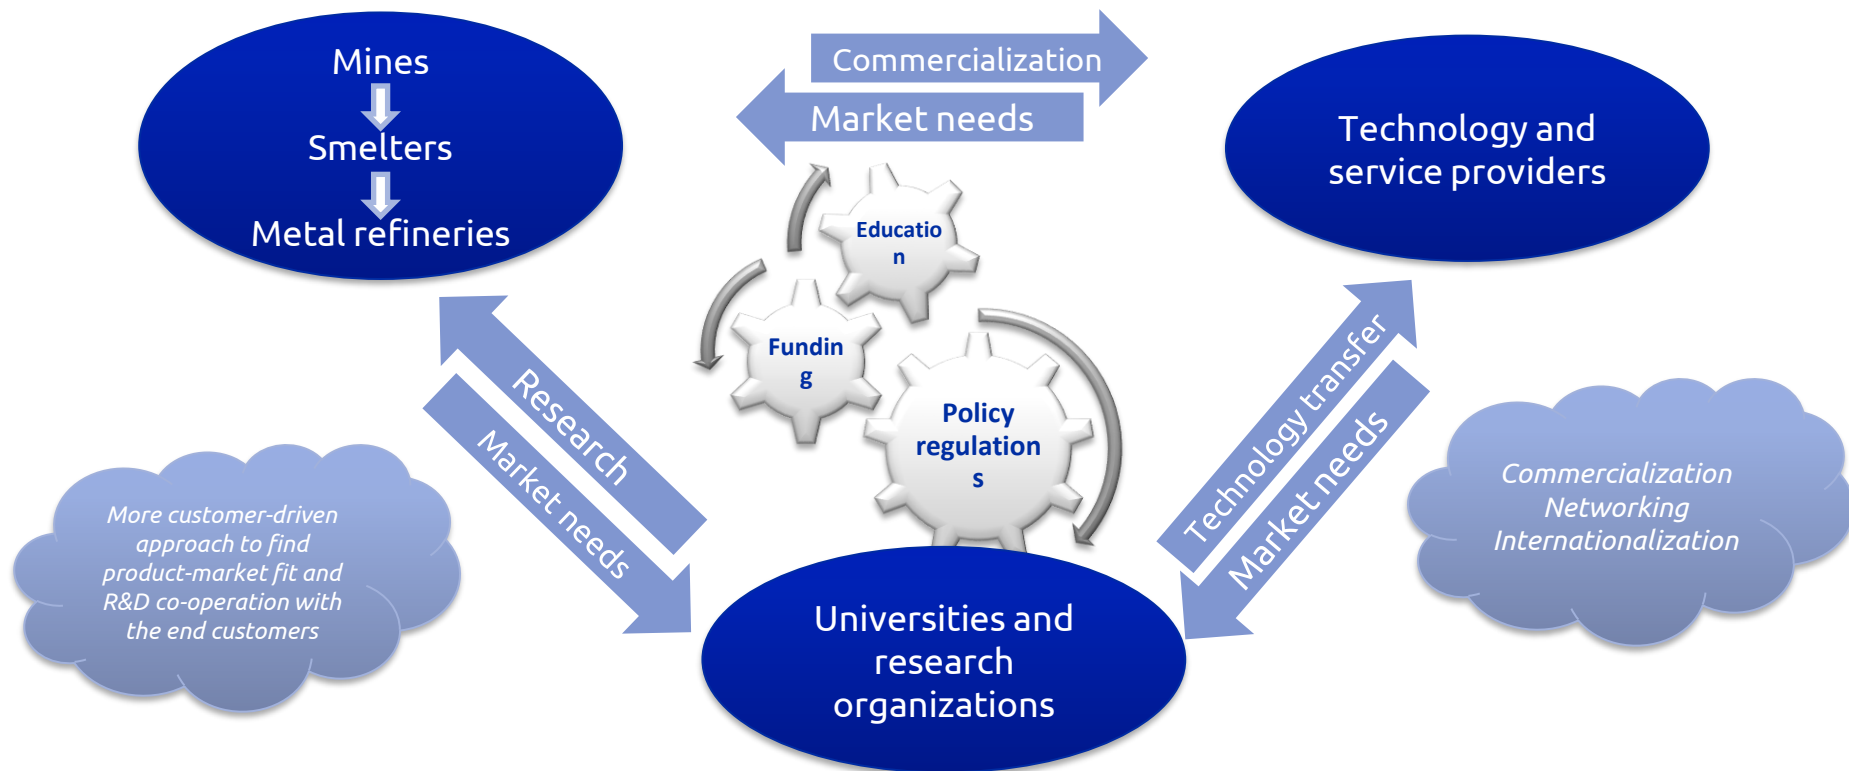 Mines
Smelters
Metal refineries
Commercialization
Market needs
Technology and
service providers
Educatio
n
Fundin
g
Policy
regulation
s
Research
Market needs
Technology transfer
Market needs
More customer-driven
approach to find
product-market fit and
R&D co-operation with
the end customers
Commercialization
Networking
Internationalization
Universities and
research
organizations